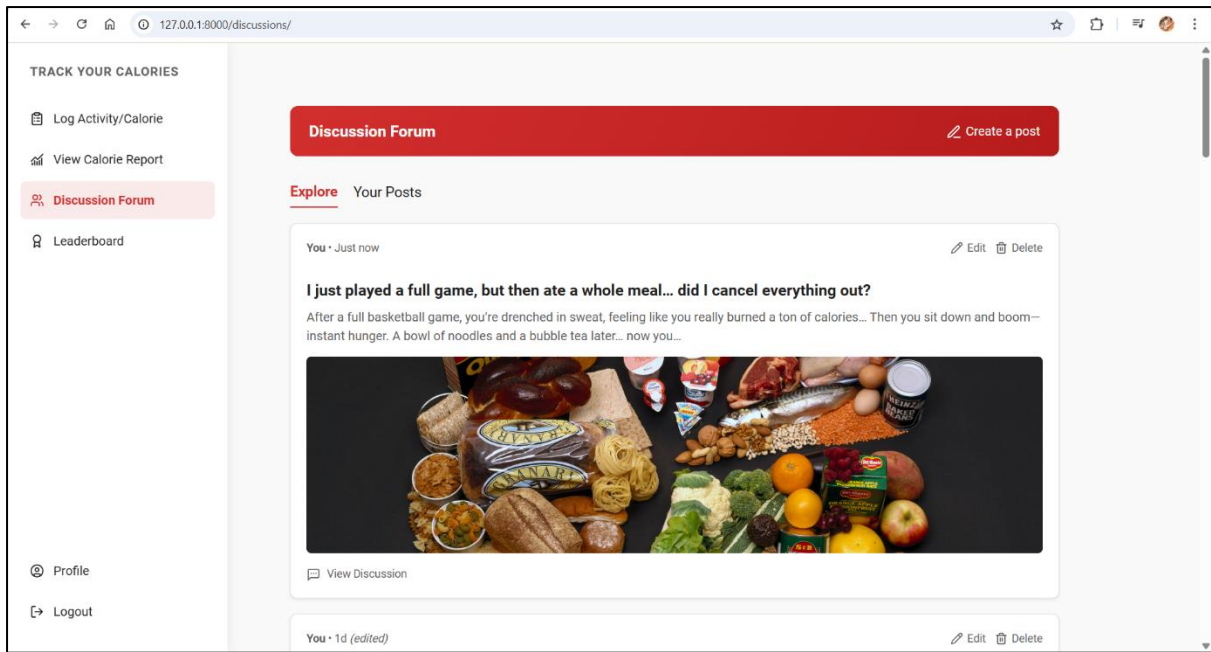 127.0.0.1:8000/discussions/
TRACK YOUR CALORIES
Log Activity/Calorie
View Calorie Report
Discussion Forum
Leaderboard
Profile
Logout
Discussion Forum
Create a post
Explore Your Posts
You • Just now
Edit Delete
I just played a full game, but then ate a whole meal… did I cancel everything out?
After a full basketball game, you're drenched in sweat, feeling like you really burned a ton of calories… Then you sit down and boom—
instant hunger. A bowl of noodles and a bubble tea later… now you…
HEINZ
BAKED
BEANS
View Discussion
You • 1d (edited)
Edit Delete